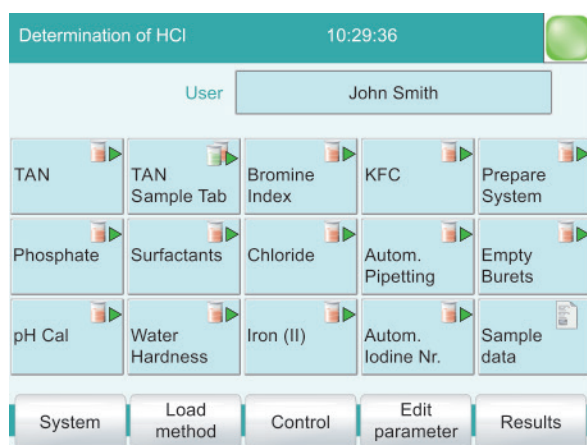 Determination of HCl 10:29:36
User John Smith
TAN
TAN
Sample Tab
Bromine
Index
KFC
Prepare
System
Phosphate
Surfactants
Chloride
Autom.
Pipetting
Empty
Burets
pH Cal
Water
Hardness
Iron (II)
Autom.
Iodine Nr.
Sample
data
System
Load
method
Control
Edit
parameter
Results